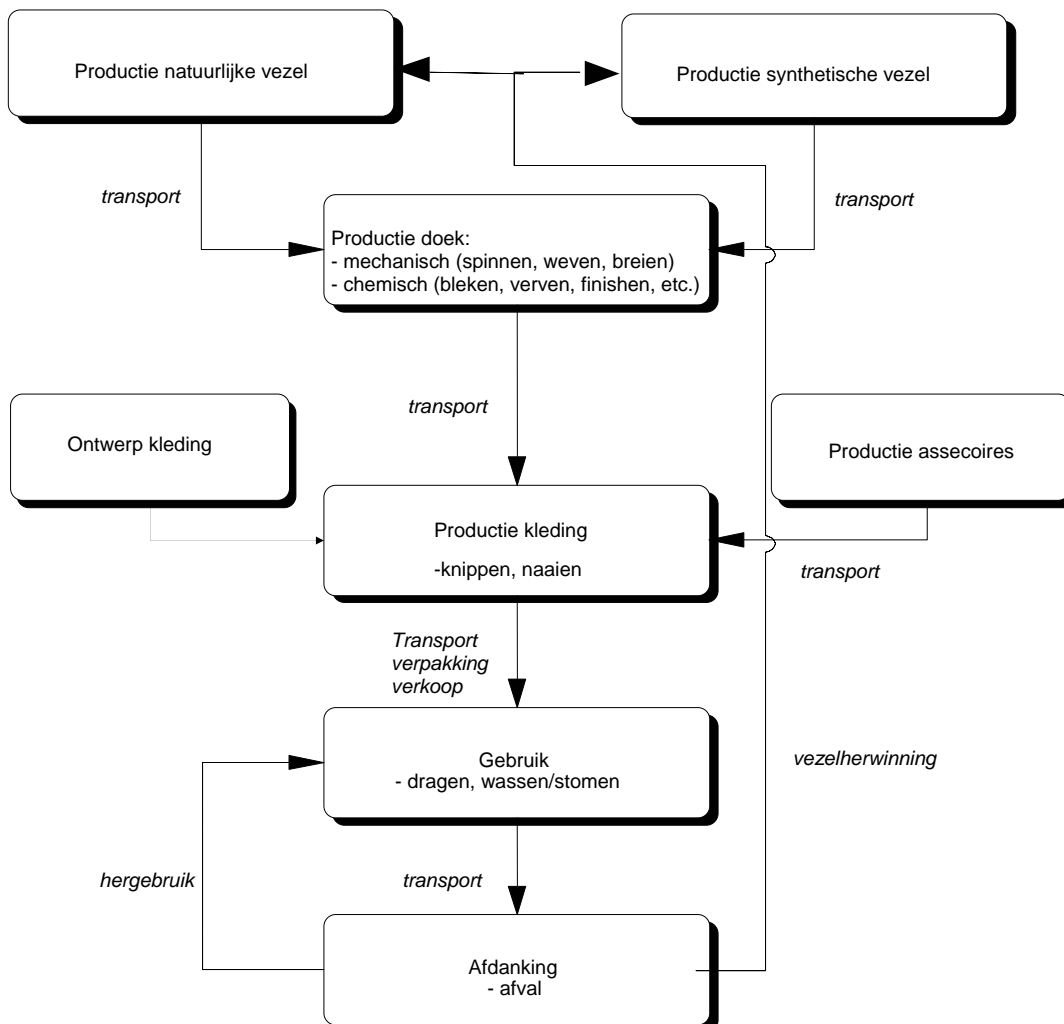 Productie natuurlijke vezel
Productie synthetische vezel
transport
transport
Productie doek:
- mechanisch (spinnen, weven, breien)
- chemisch (bleken, verven, finishen, etc.)
transport
Ontwerp kleding
Productie assecoires
Productie kleding
-knippen, naaien
transport
Transport
verpakking
verkoop
Gebruik
- dragen, wassen/stomen
vezelherwinning
hergebruik
transport
Afdanking
- afval